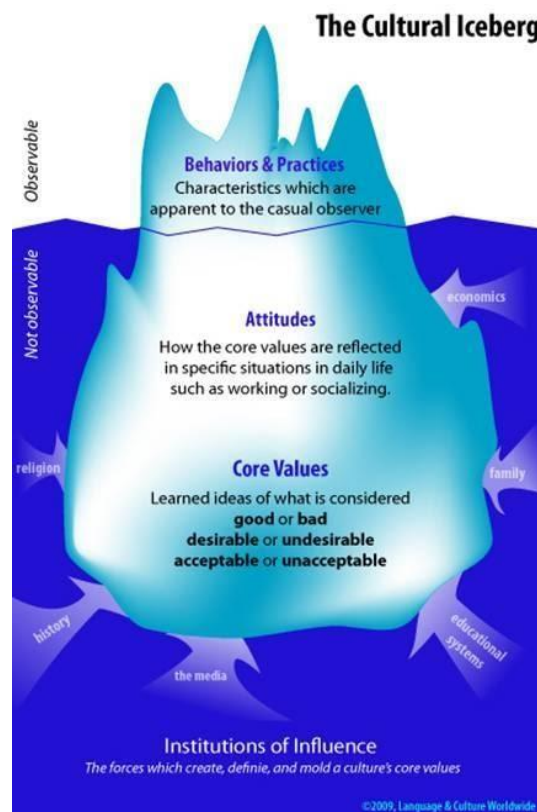 The Cultural Iceberg
Observable
Behaviors & Practices
Characteristics which are
apparent to the casual observer
Not observable
economics
Attitudes
How the core values are reflected
in specific situations in daily life
such as working or socializing.
religion
Core Values
family
Learned ideas of what is considered
good or bad
desirable or undesirable
acceptable or unacceptable
history
the media
educational
systems
Institutions of Influence
The forces which create, definie, and mold a culture's core values
©2009, Language & Culture Worldwide